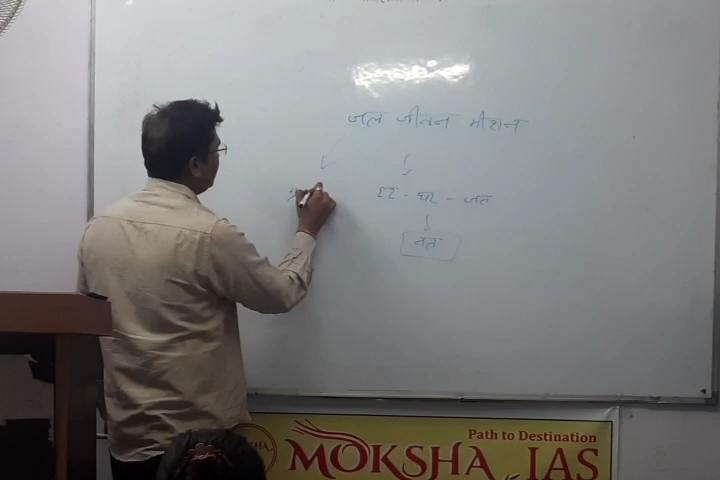 जल जीवन मीशन
हर - घर - जल
नल
Path to Destination
MOKSHA IAS